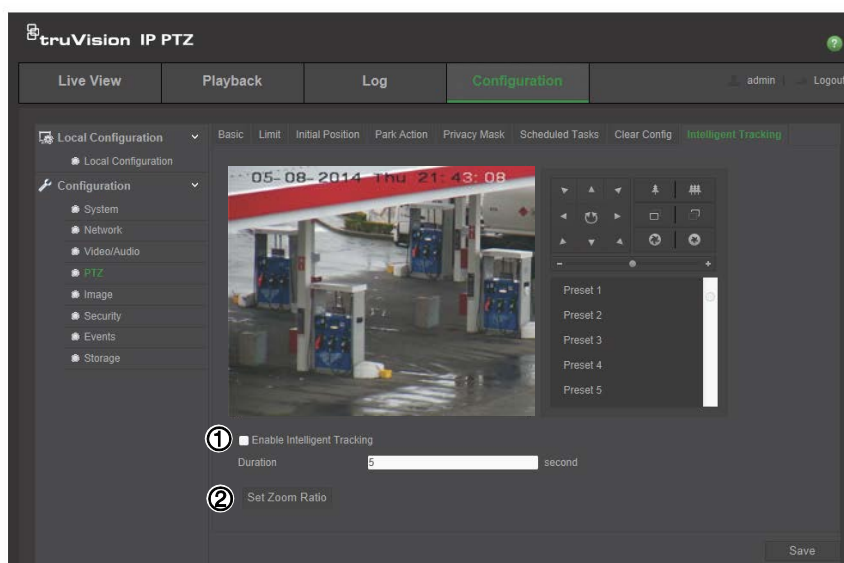 truVision IP PTZ
?
Live View Playback Log Configuration admin Logout
Basic Limit Initial Position Park Action Privacy Mask Scheduled Tasks Clear Config Intelligent Tracking
Local Configuration
Local Configuration
Configuration
System
Network
Video/Audio
PTZ
Image
Security
Events
Storage
05-08-2014 Thu 21:43:08
- +
Preset 1
Preset 2
Preset 3
Preset 4
Preset 5
① Enable Intelligent Tracking
Duration 5 second
② Set Zoom Ratio
Save